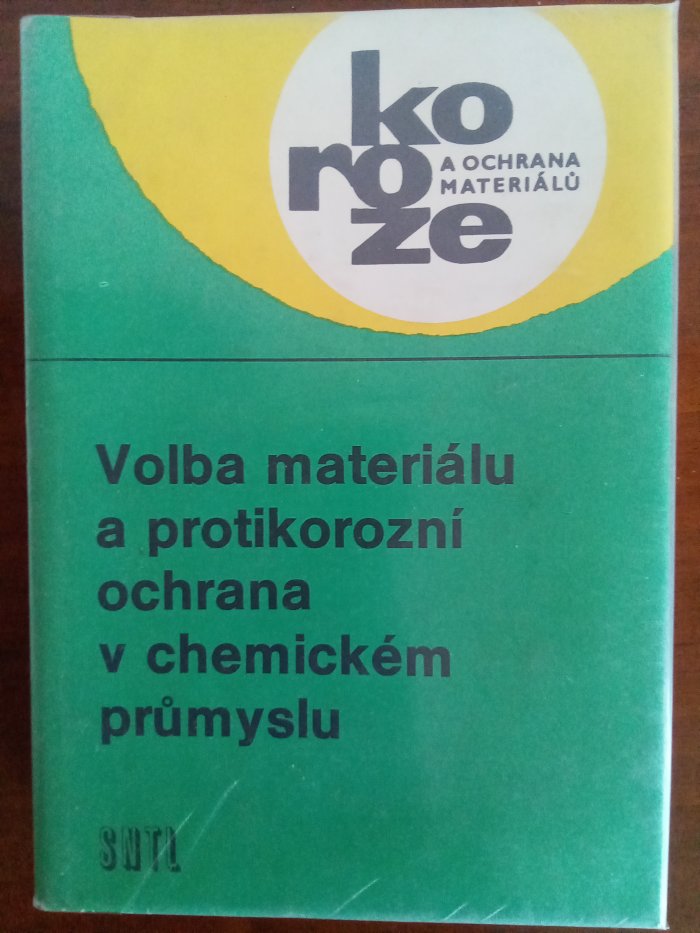 ko
ro
ze
A OCHRANA
MATERIÁLŮ
Volba materiálu
a protikorozní
ochrana
v chemickém
průmyslu
SNTL